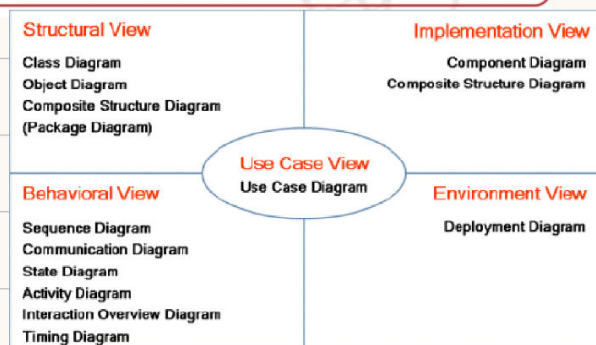 Structural View
Class Diagram
Object Diagram
Composite Structure Diagram
(Package Diagram)
Implementation View
Component Diagram
Composite Structure Diagram
Use Case View
Use Case Diagram
Behavioral View
Sequence Diagram
Communication Diagram
State Diagram
Activity Diagram
Interaction Overview Diagram
Timing Diagram
Environment View
Deployment Diagram